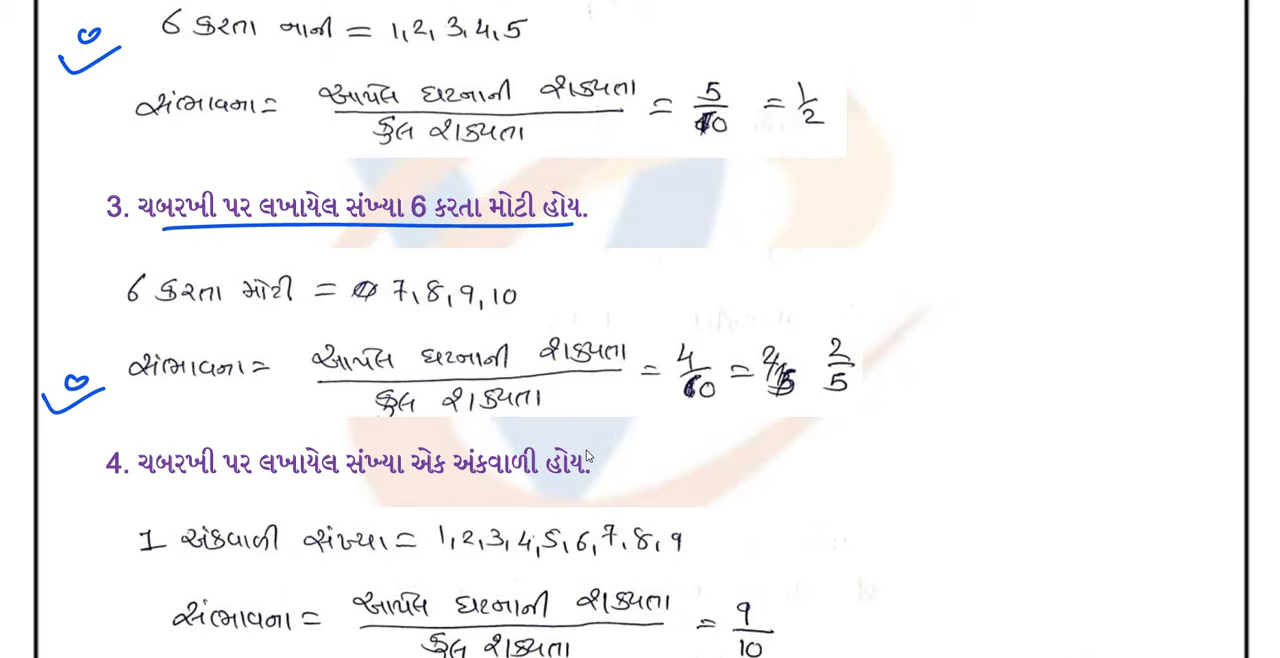 6 કરતા નાની = 1,2,3,4,5
સંભાવના = આપેલ ઘટનાની શક્યતા / કુલ શક્યતા = 5/10 = 1/2
3. ચબરખી પર લખાયેલ સંખ્યા 6 કરતા મોટી હોય.
6 કરતા મોટી = 7,8,9,10
સંભાવના = આપેલ ઘટનાની શક્યતા / કુલ શક્યતા = 4/10 = 2/5
4. ચબરખી પર લખાયેલ સંખ્યા એક અંકવાળી હોય.
1 અંકવાળી સંખ્યા = 1,2,3,4,5,6,7,8,9
સંભાવના = આપેલ ઘટનાની શક્યતા / કુલ શક્યતા = 9/10